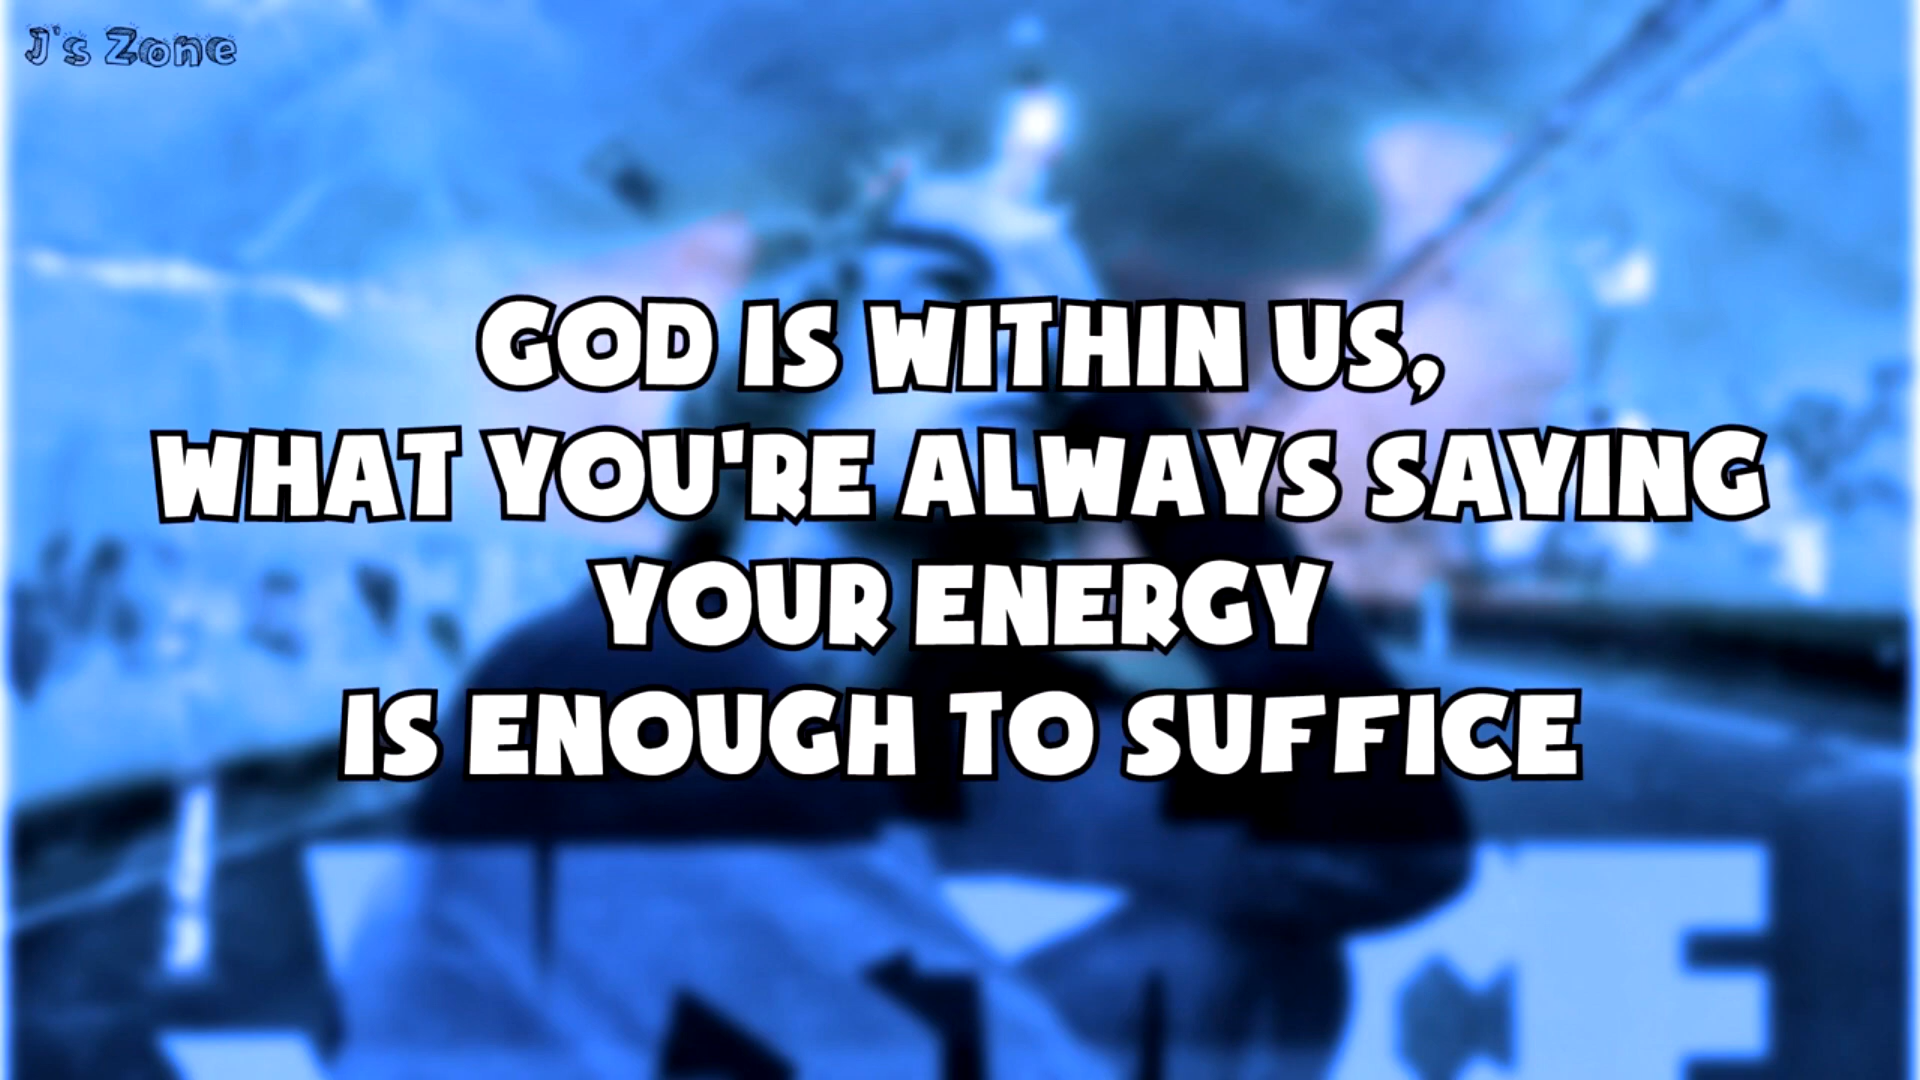 J's Zone
GOD IS WITHIN US,
WHAT YOU'RE ALWAYS SAYING
YOUR ENERGY
IS ENOUGH TO SUFFICE